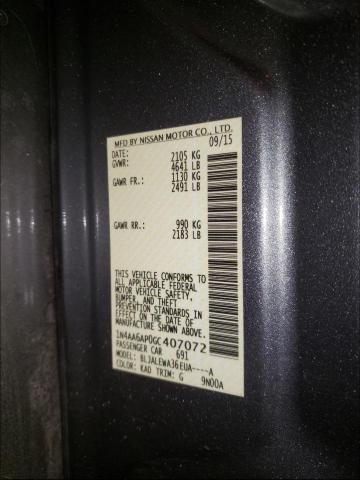 MFD BY NISSAN MOTOR CO., LTD.
DATE: 09/15
GVWR: 2105 KG
4641 LB
GAWR FR.: 1130 KG
2491 LB
GAWR RR.: 990 KG
2183 LB
THIS VEHICLE CONFORMS TO
ALL APPLICABLE FEDERAL
MOTOR VEHICLE SAFETY,
BUMPER, AND THEFT
PREVENTION STANDARDS IN
EFFECT ON THE DATE OF
MANUFACTURE SHOWN ABOVE.
1N4AA6AP0GC407072
PASSENGER CAR 691
MODEL: BLJALEWA36EUA----A
COLOR: KAD TRIM: G 9N00A